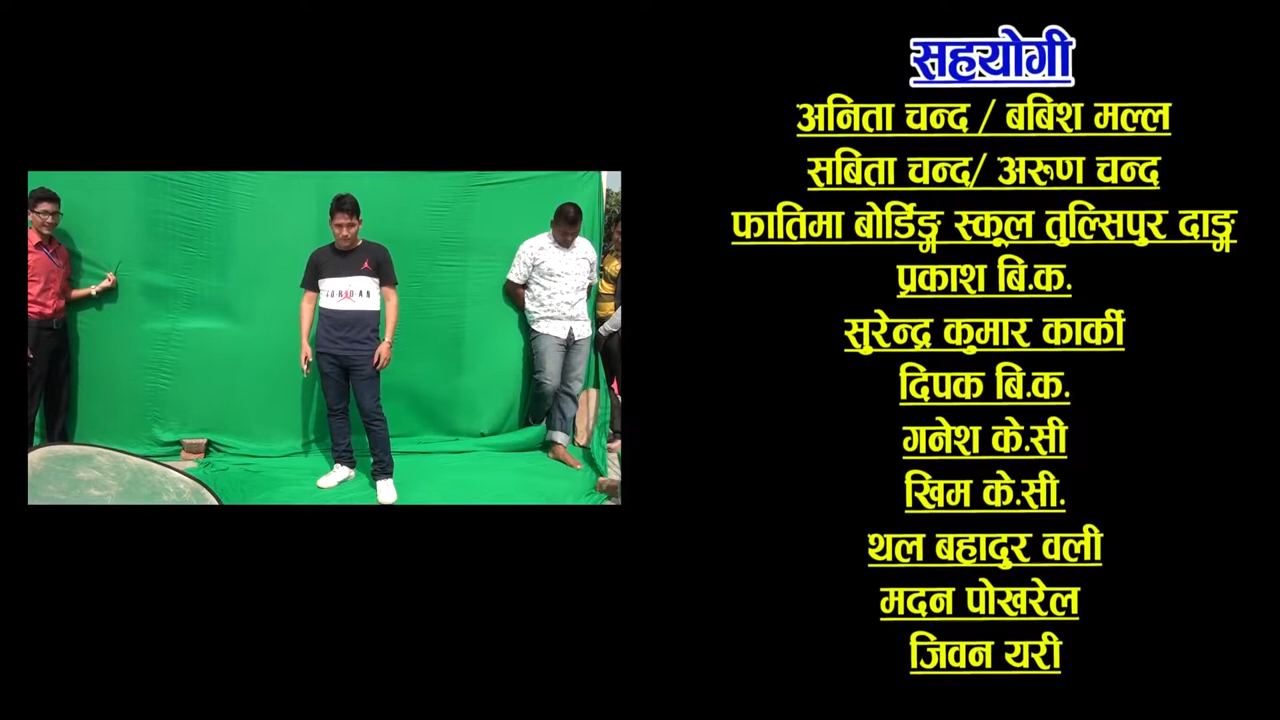 सहयोगी
अनिता चन्द / बबिश मल्ल
सबिता चन्द/ अरूण चन्द
फातिमा बोर्डिङ्ग स्कूल तुल्सिपुर दाङ्ग
प्रकाश बि.क.
सुरेन्द्र कुमार कार्की
दिपक बि.क.
गनेश के.सी
खिम के.सी.
थल बहादुर वली
मदन पोखरेल
जिवन यरी
JORDAN